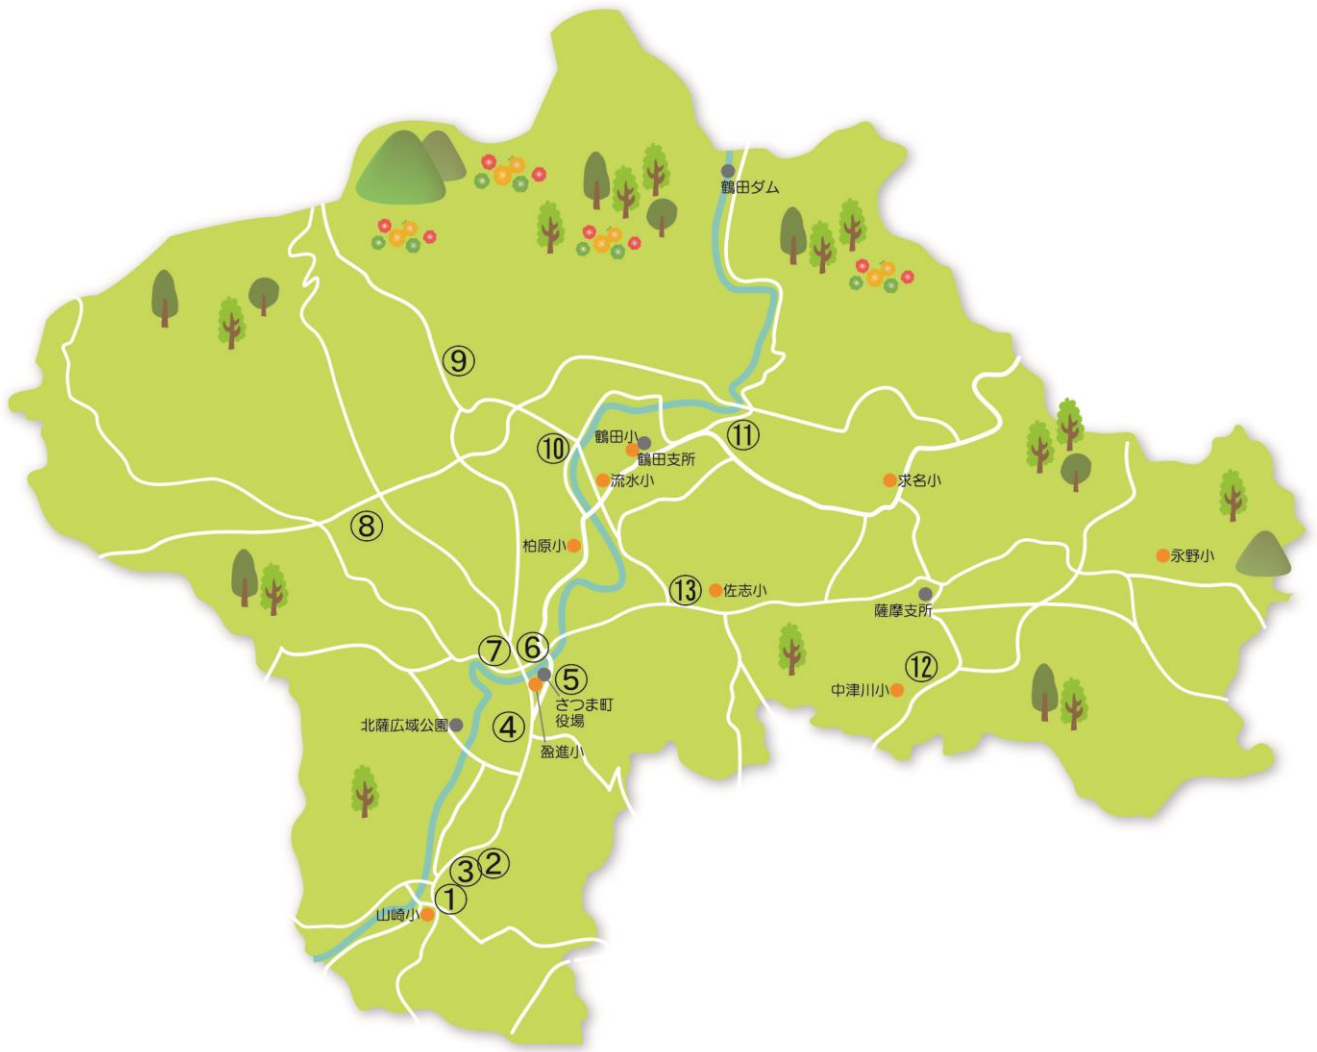 鶴田ダム
⑨
⑩
鶴田小
鶴田支所
⑪
流水小
求名小
⑧
柏原小
永野小
⑬
佐志小
薩摩支所
⑦
⑥
⑤
さつま町
役場
⑫
中津川小
北薩広域公園
④
盈進小
③
②
①
山崎小